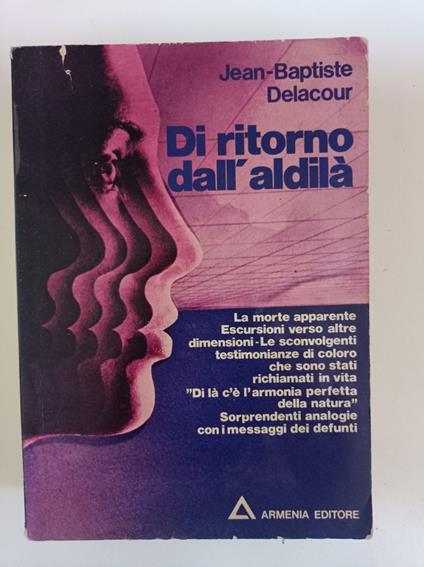 Jean-Baptiste
Delacour
Di ritorno
dall'aldilà
La morte apparente
Escursioni verso altre
dimensioni-Le sconvolgenti
testimonianze di coloro
che sono stati
richiamati in vita
"Di là c'è l'armonia perfetta
della natura"
Sorprendenti analogie
con i messaggi dei defunti
ARMENIA EDITORE